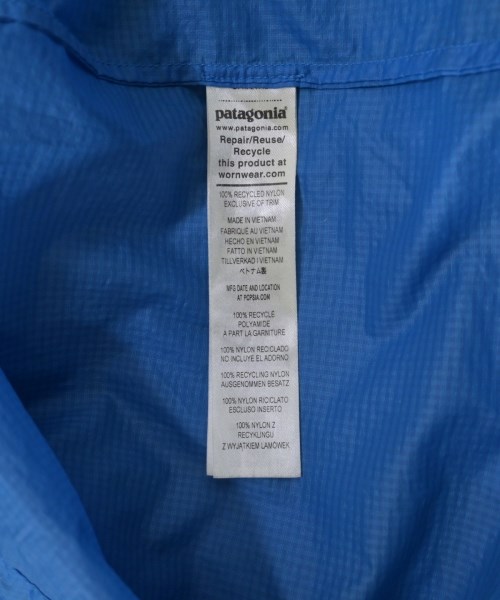 patagonia®
www.patagonia.com
Repair/Reuse/
Recycle
this product at
wornwear.com
100% RECYCLED NYLON
EXCLUSIVE OF TRIM
MADE IN VIETNAM
FABRIQUÉ AU VIETNAM
HECHO EN VIETNAM
FATTO IN VIETNAM
TILLVERKAD I VIETNAM
ベトナム製
MFG DATE AND LOCATION
AT PCPSIA.COM
100% RECYCLÉ
POLYAMIDE
A PART LA GARNITURE
100% NYLON RECICLADO
NO INCLUYE EL ADORNO
100% RECYCLING NYLON
AUSGENOMMEN BESATZ
100% NYLON RICICLATO
ESCLUSO INSERTO
100% NYLON Z
RECYKLINGU
Z WYJĄTKIEM LAMÓWEK